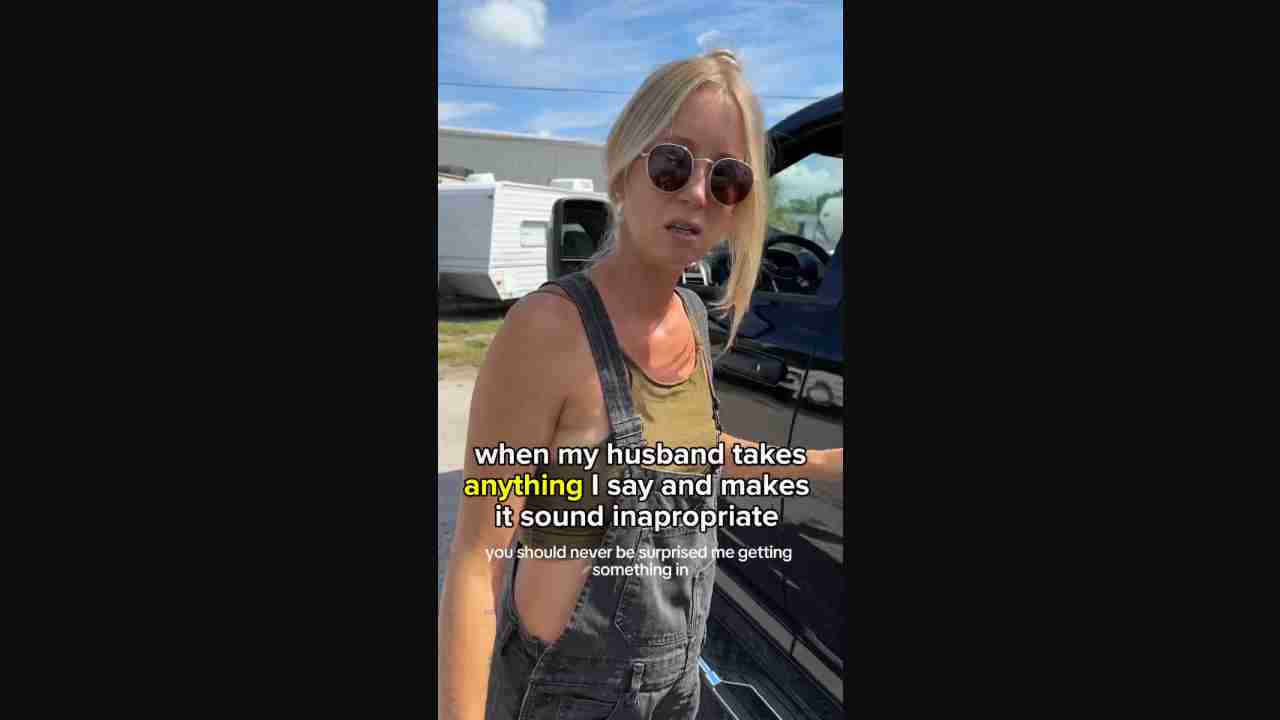 when my husband takes
anything I say and makes
it sound inapropriate
you should never be surprised me getting
something in